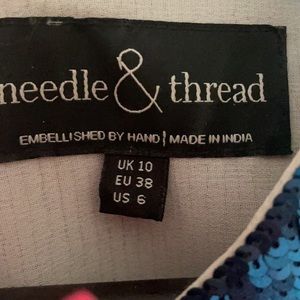 needle & thread
EMBELLISHED BY HAND | MADE IN INDIA
UK 10
EU 38
US 6